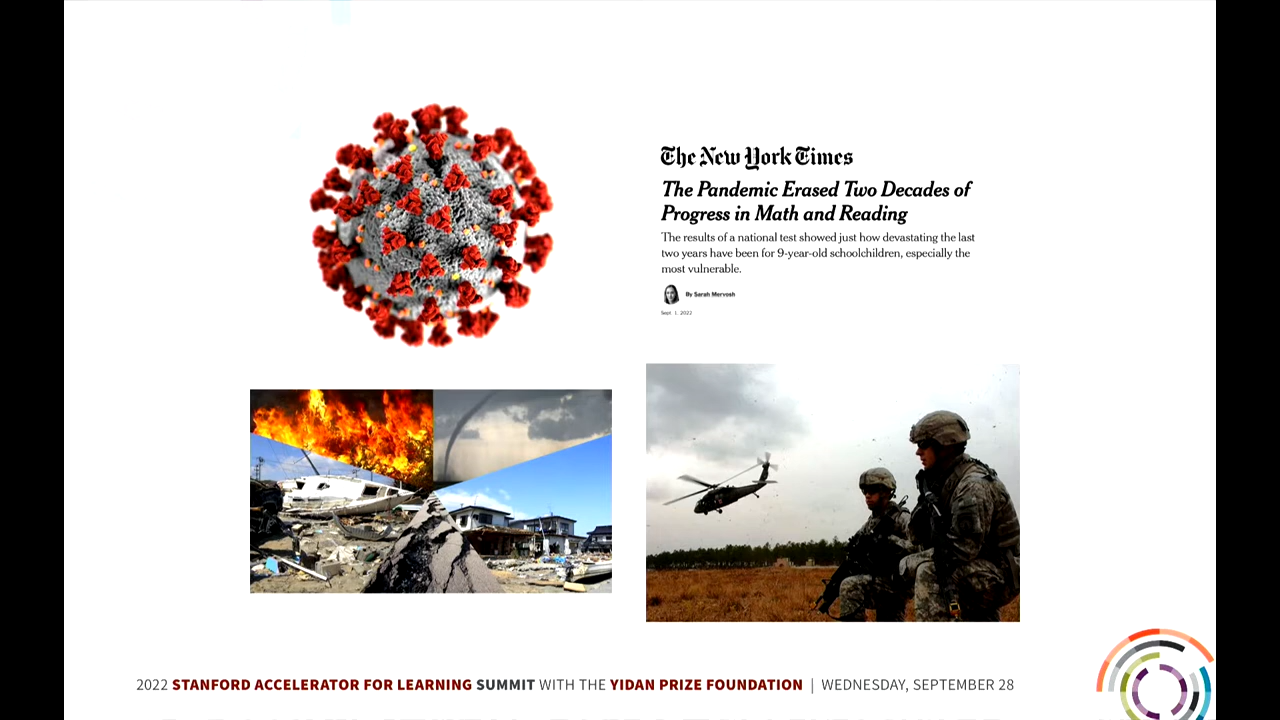 The New York Times
The Pandemic Erased Two Decades of
Progress in Math and Reading
The results of a national test showed just how devastating the last
two years have been for 9-year-old schoolchildren, especially the
most vulnerable.
By Sarah Mervosh
Sept. 1, 2022
2022 STANFORD ACCELERATOR FOR LEARNING SUMMIT WITH THE YIDAN PRIZE FOUNDATION | WEDNESDAY, SEPTEMBER 28